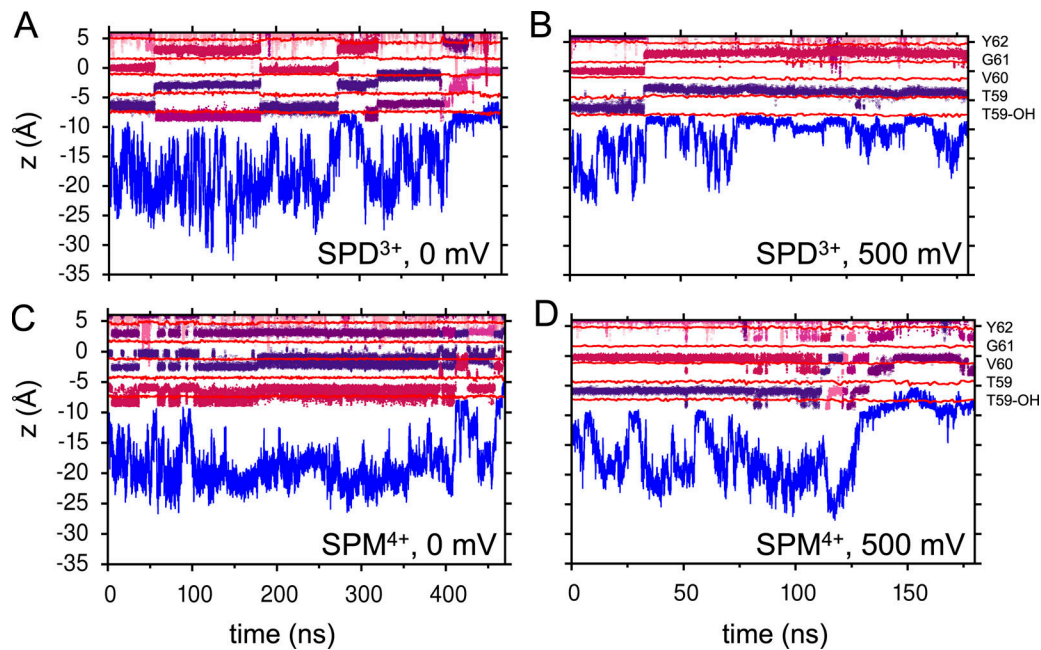 A
B
5
0
-5
-10
-15
-20
-25
-30
-35
z (Å)
SPD³⁺, 0 mV
SPD³⁺, 500 mV
Y62
G61
V60
T59
T59-OH
C
D
5
0
-5
-10
-15
-20
-25
-30
-35
z (Å)
SPM⁴⁺, 0 mV
SPM⁴⁺, 500 mV
Y62
G61
V60
T59
T59-OH
0 100 200 300 400
0 50 100 150
time (ns)
time (ns)